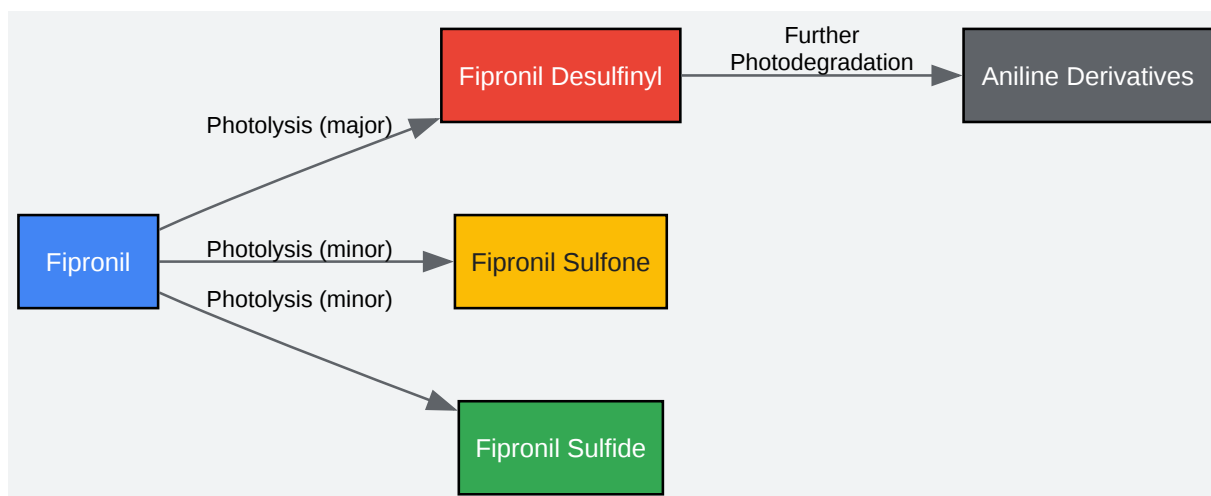 Further
Photodegradation
Fipronil Desulfinyl
Aniline Derivatives
Photolysis (major)
Fipronil
Photolysis (minor)
Fipronil Sulfone
Photolysis (minor)
Fipronil Sulfide